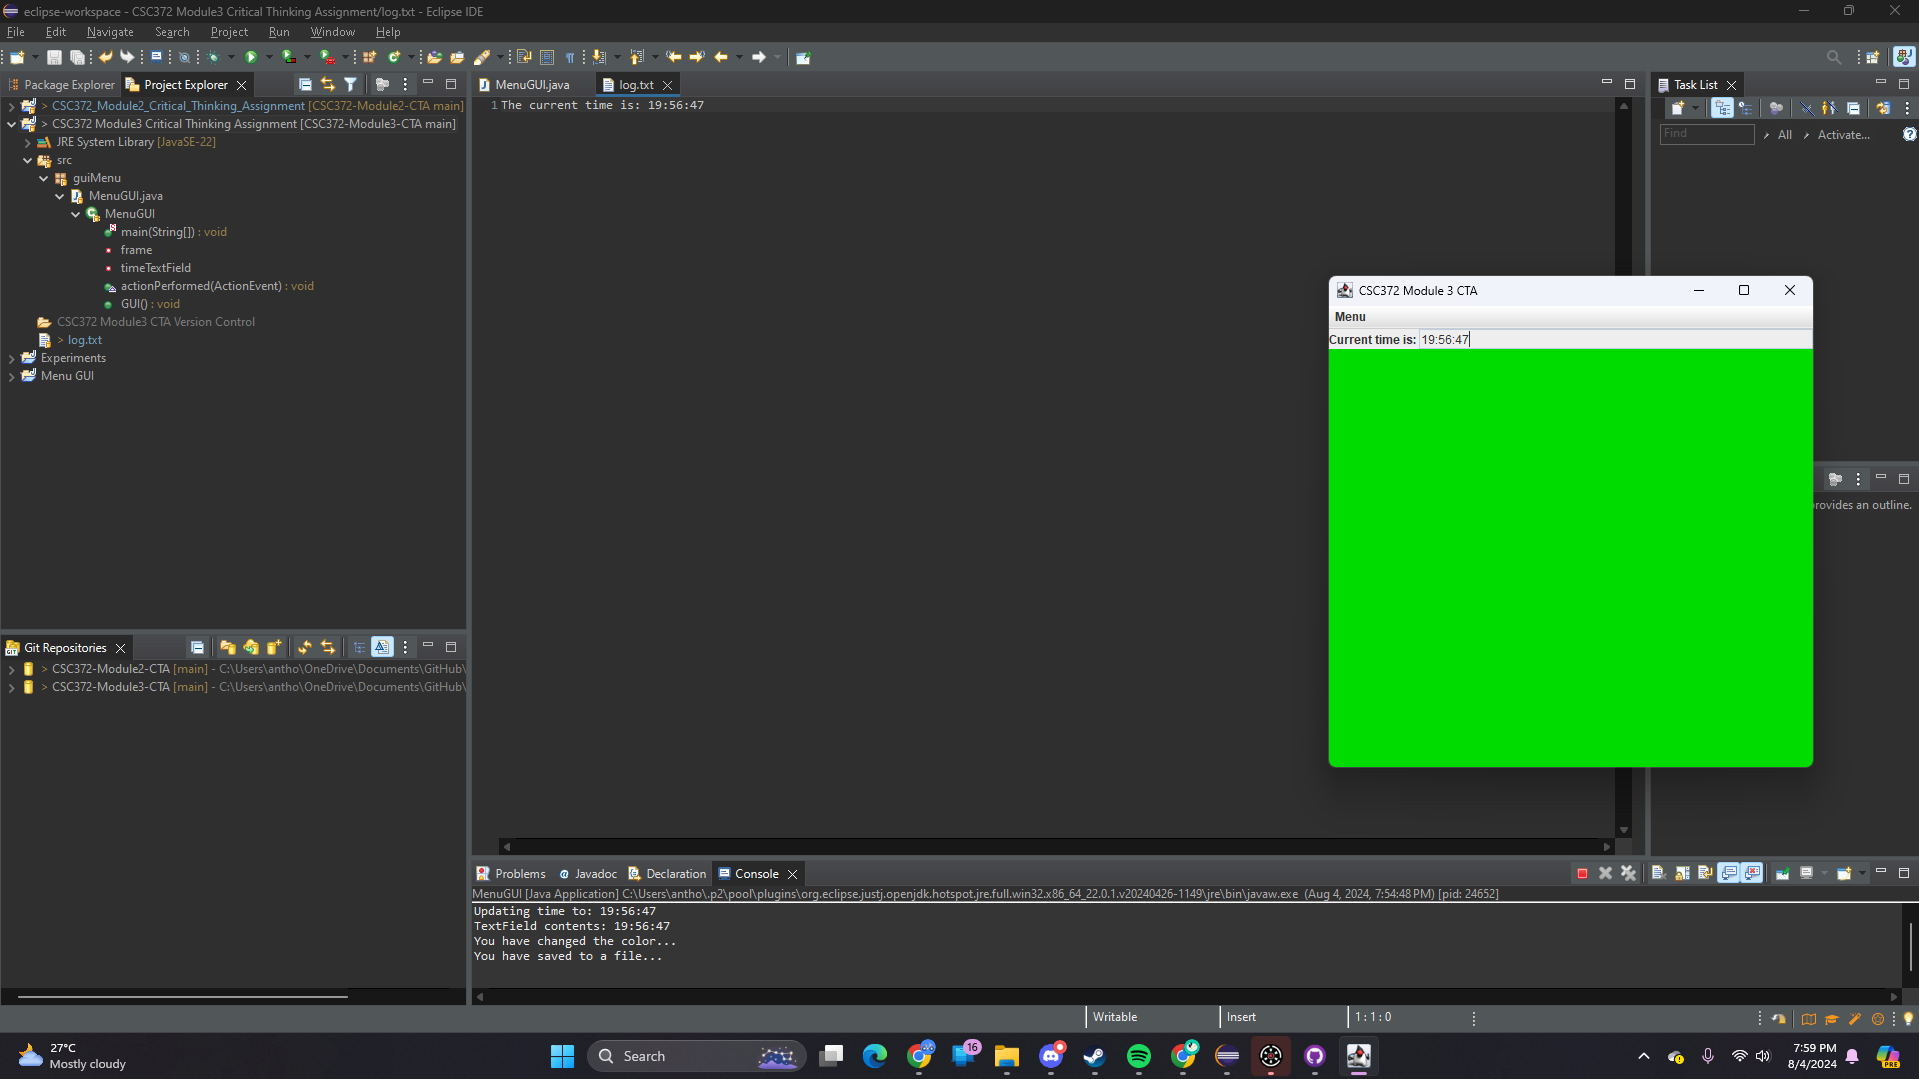 eclipse-workspace - CSC372 Module3 Critical Thinking Assignment/log.txt - Eclipse IDE
File Edit Navigate Search Project Run Window Help
Package Explorer Project Explorer
> CSC372_Module2_Critical_Thinking_Assignment [CSC372-Module2-CTA main]
> CSC372 Module3 Critical Thinking Assignment [CSC372-Module3-CTA main]
JRE System Library [JavaSE-22]
src
guiMenu
MenuGUI.java
MenuGUI
main(String[]) : void
frame
timeTextField
actionPerformed(ActionEvent) : void
GUI() : void
CSC372 Module3 CTA Version Control
> log.txt
Experiments
Menu GUI
Git Repositories
> CSC372-Module2-CTA [main] - C:\Users\antho\OneDrive\Documents\GitHub\
> CSC372-Module3-CTA [main] - C:\Users\antho\OneDrive\Documents\GitHub\
MenuGUI.java log.txt
1 The current time is: 19:56:47
Task List
Find All Activate...
rovides an outline.
CSC372 Module 3 CTA
Menu
Current time is: 19:56:47
Problems @ Javadoc Declaration Console
MenuGUI [Java Application] C:\Users\antho\.p2\pool\plugins\org.eclipse.justj.openjdk.hotspot.jre.full.win32.x86_64_22.0.1.v20240426-1149\jre\bin\javaw.exe (Aug 4, 2024, 7:54:48 PM) [pid: 24652]
Updating time to: 19:56:47
TextField contents: 19:56:47
You have changed the color...
You have saved to a file...
Writable Insert 1 : 1 : 0
27°C
Mostly cloudy
Search
16
7:59 PM
8/4/2024
PRE